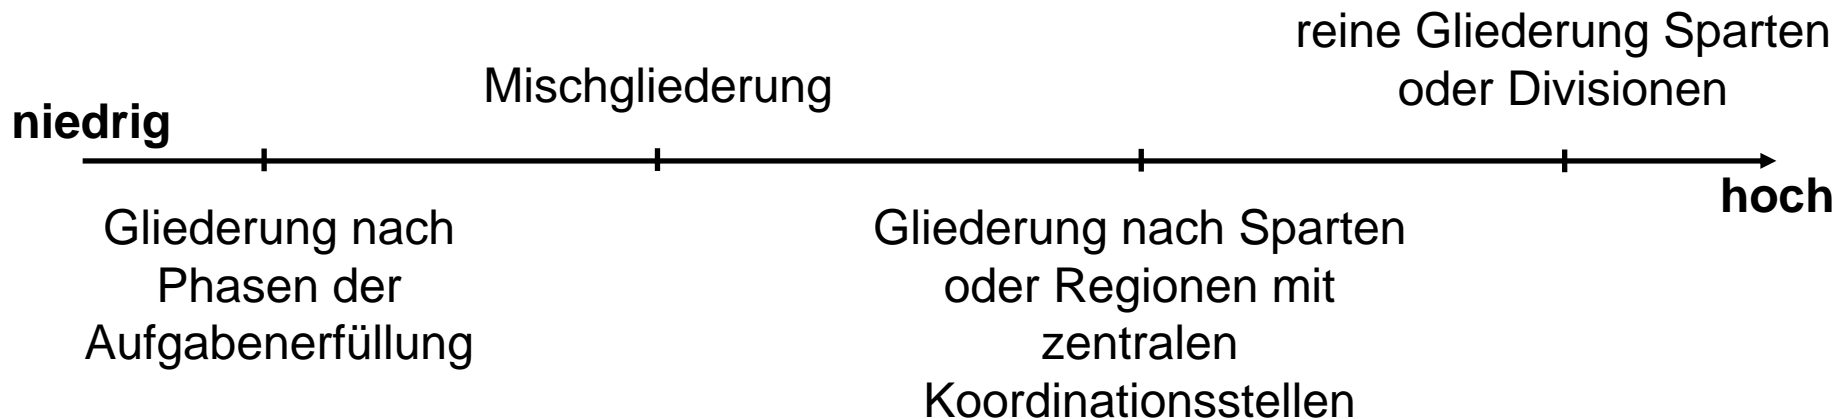 reine Gliederung Sparten
oder Divisionen
Mischgliederung
niedrig
hoch
Gliederung nach
Phasen der
Aufgabenerfüllung
Gliederung nach Sparten
oder Regionen mit
zentralen
Koordinationsstellen